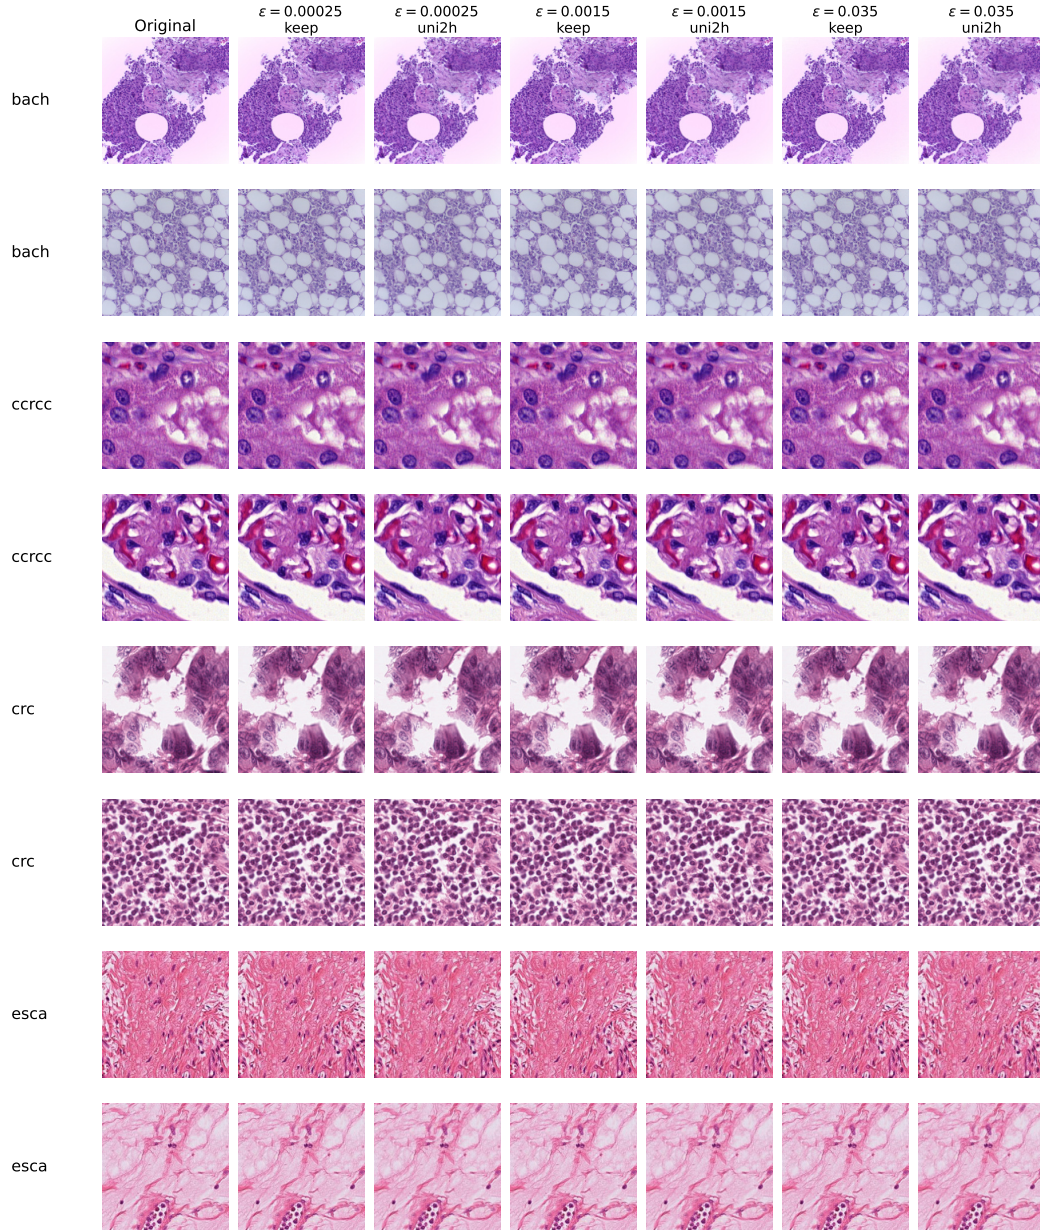 Original
ε = 0.00025
keep
ε = 0.00025
uni2h
ε = 0.0015
keep
ε = 0.0015
uni2h
ε = 0.035
keep
ε = 0.035
uni2h
bach
bach
ccrcc
ccrcc
crc
crc
esca
esca